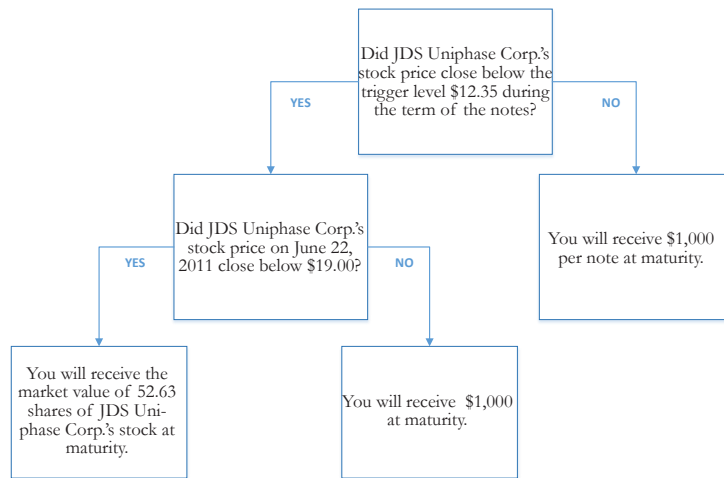 Did JDS Uniphase Corp.'s
stock price close below the
trigger level $12.35 during
the term of the notes?
YES
NO
Did JDS Uniphase Corp.'s
stock price on June 22,
2011 close below $19.00?
You will receive $1,000
per note at maturity.
YES
NO
You will receive the
market value of 52.63
shares of JDS Uni-
phase Corp.'s stock at
maturity.
You will receive $1,000
at maturity.